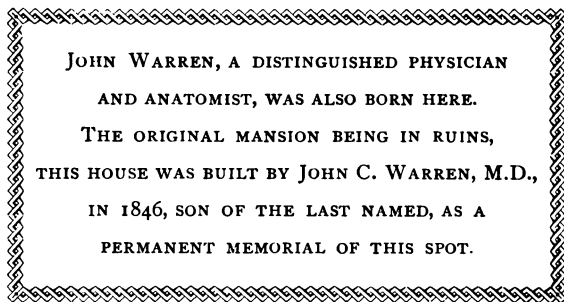 John Warren, a distinguished physician
and anatomist, was also born here.
The original mansion being in ruins,
this house was built by John C. Warren, M.D.,
in 1846, son of the last named, as a
permanent memorial of this spot.